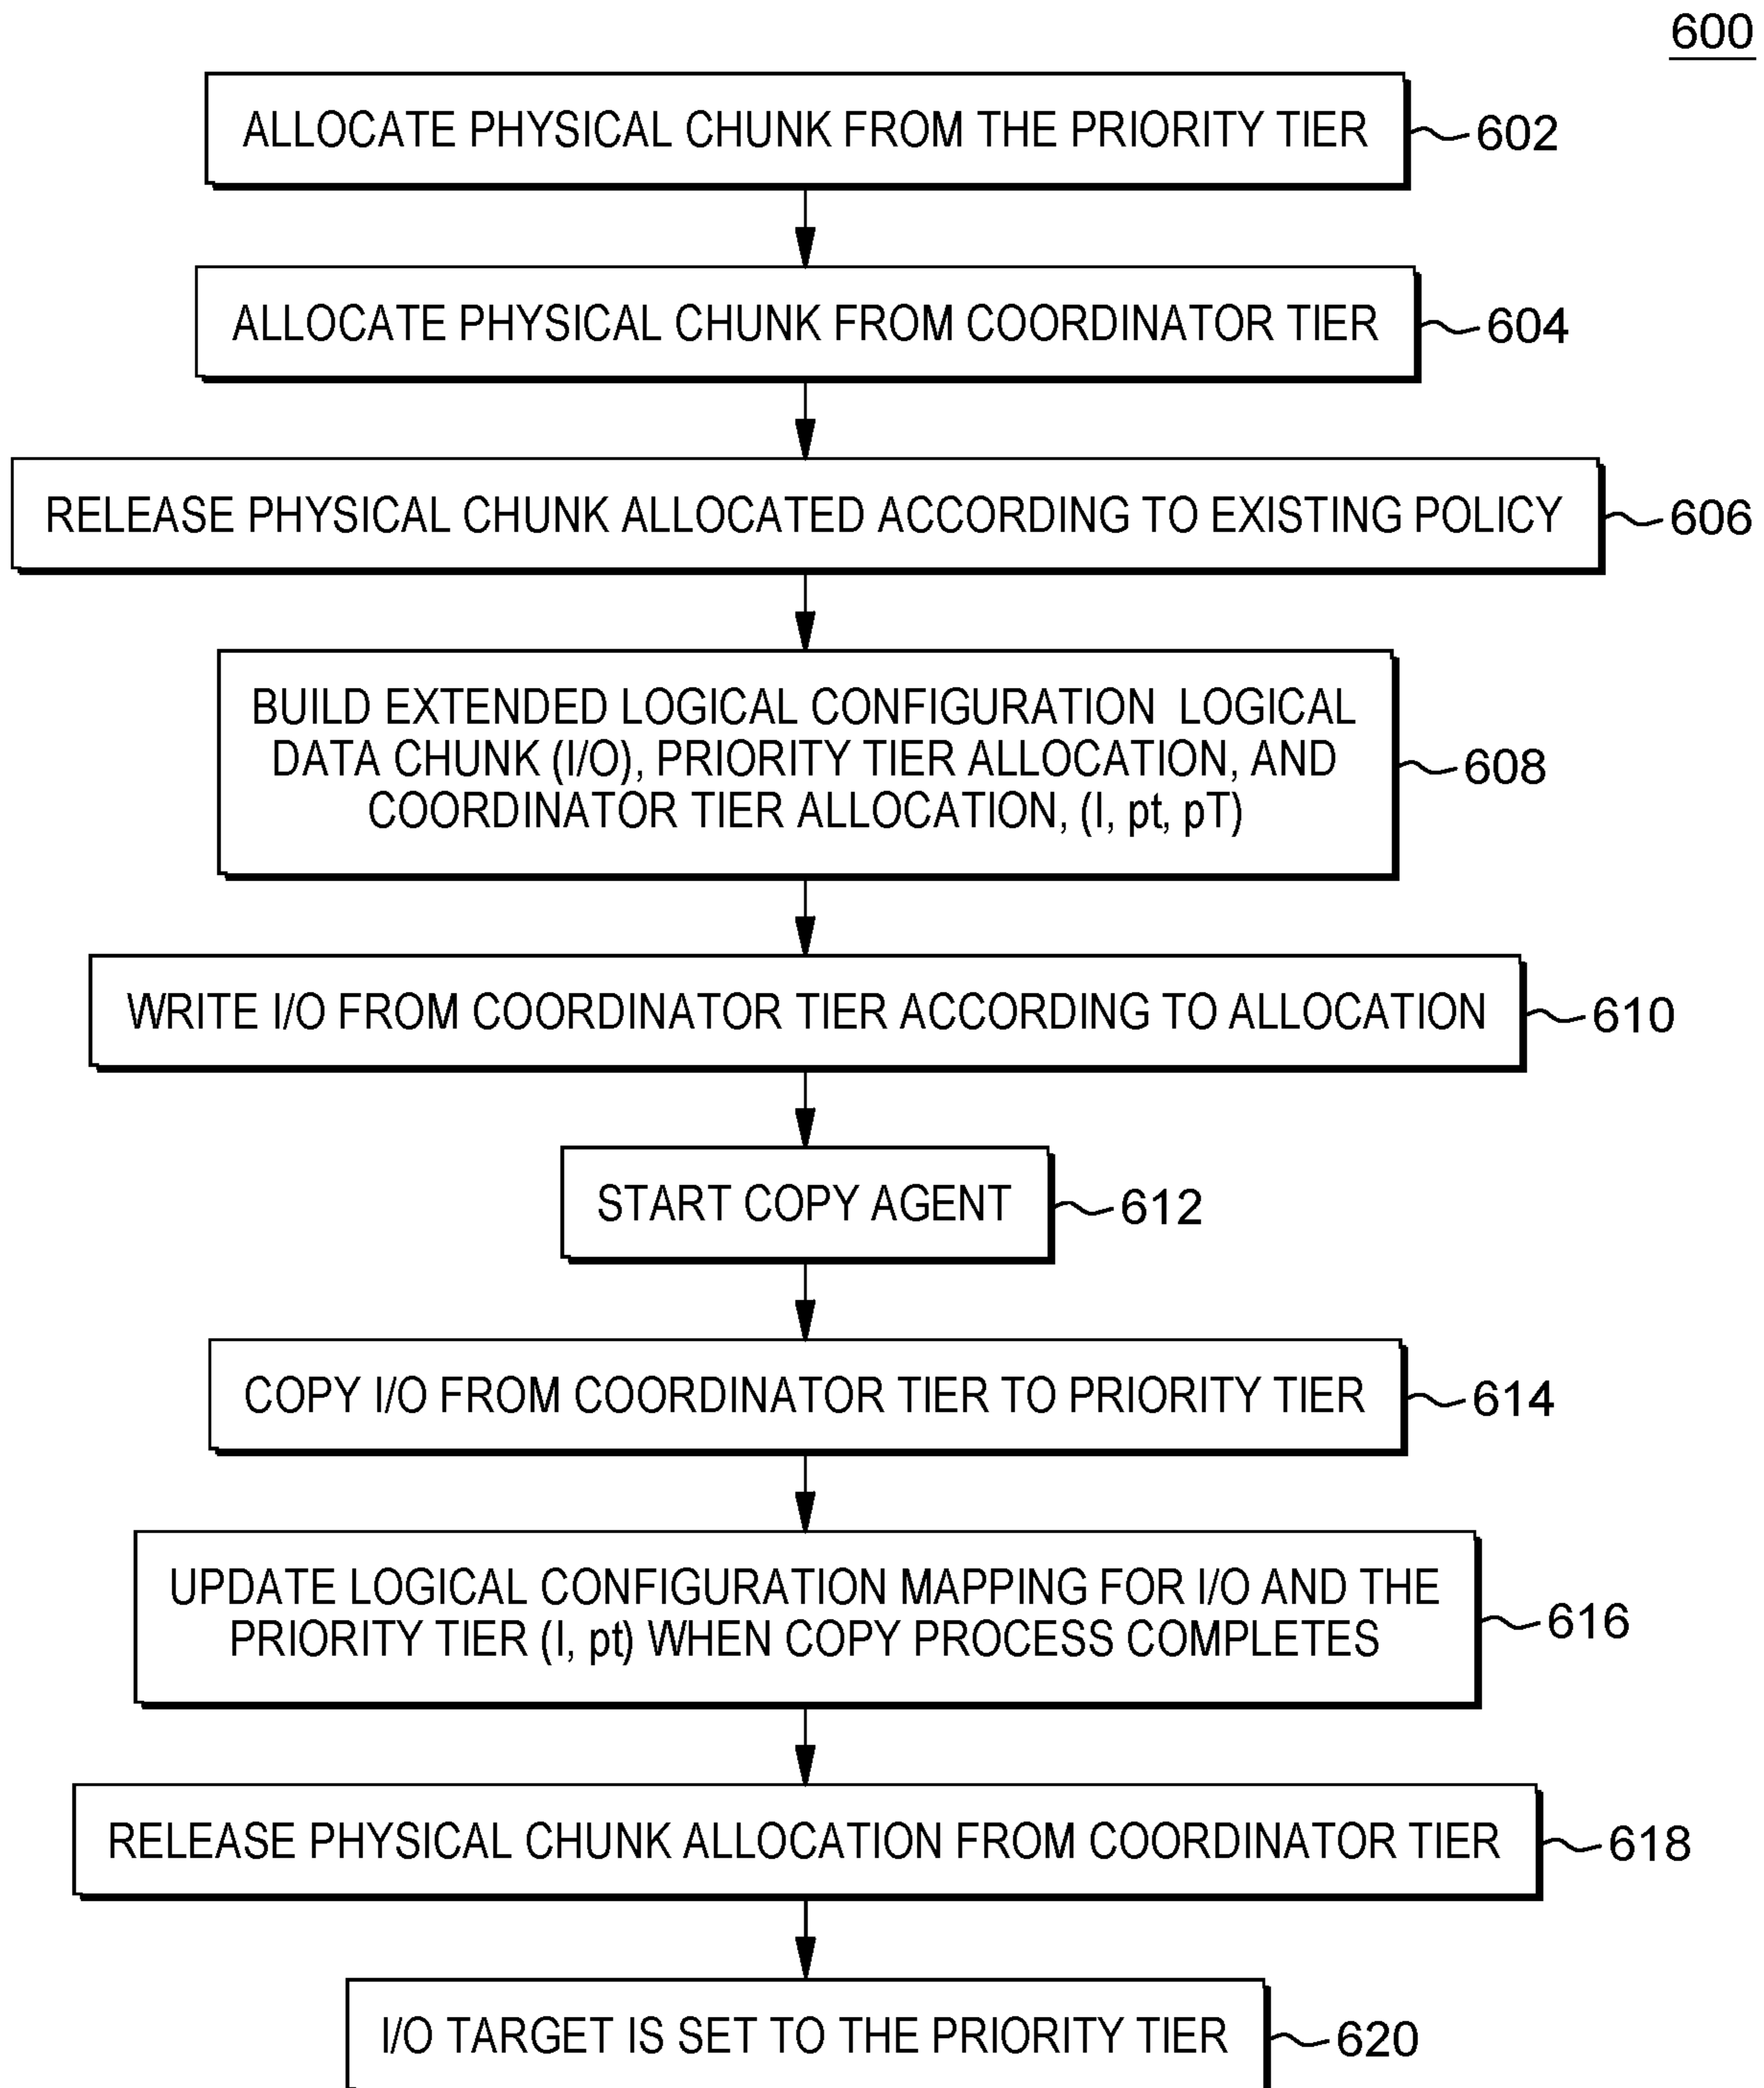 600
ALLOCATE PHYSICAL CHUNK FROM THE PRIORITY TIER
602
ALLOCATE PHYSICAL CHUNK FROM COORDINATOR TIER
604
RELEASE PHYSICAL CHUNK ALLOCATED ACCORDING TO EXISTING POLICY
606
BUILD EXTENDED LOGICAL CONFIGURATION LOGICAL
DATA CHUNK (I/O), PRIORITY TIER ALLOCATION, AND
COORDINATOR TIER ALLOCATION, (I, pt, pT)
608
WRITE I/O FROM COORDINATOR TIER ACCORDING TO ALLOCATION
610
START COPY AGENT
612
COPY I/O FROM COORDINATOR TIER TO PRIORITY TIER
614
UPDATE LOGICAL CONFIGURATION MAPPING FOR I/O AND THE
PRIORITY TIER (I, pt) WHEN COPY PROCESS COMPLETES
616
RELEASE PHYSICAL CHUNK ALLOCATION FROM COORDINATOR TIER
618
I/O TARGET IS SET TO THE PRIORITY TIER
620